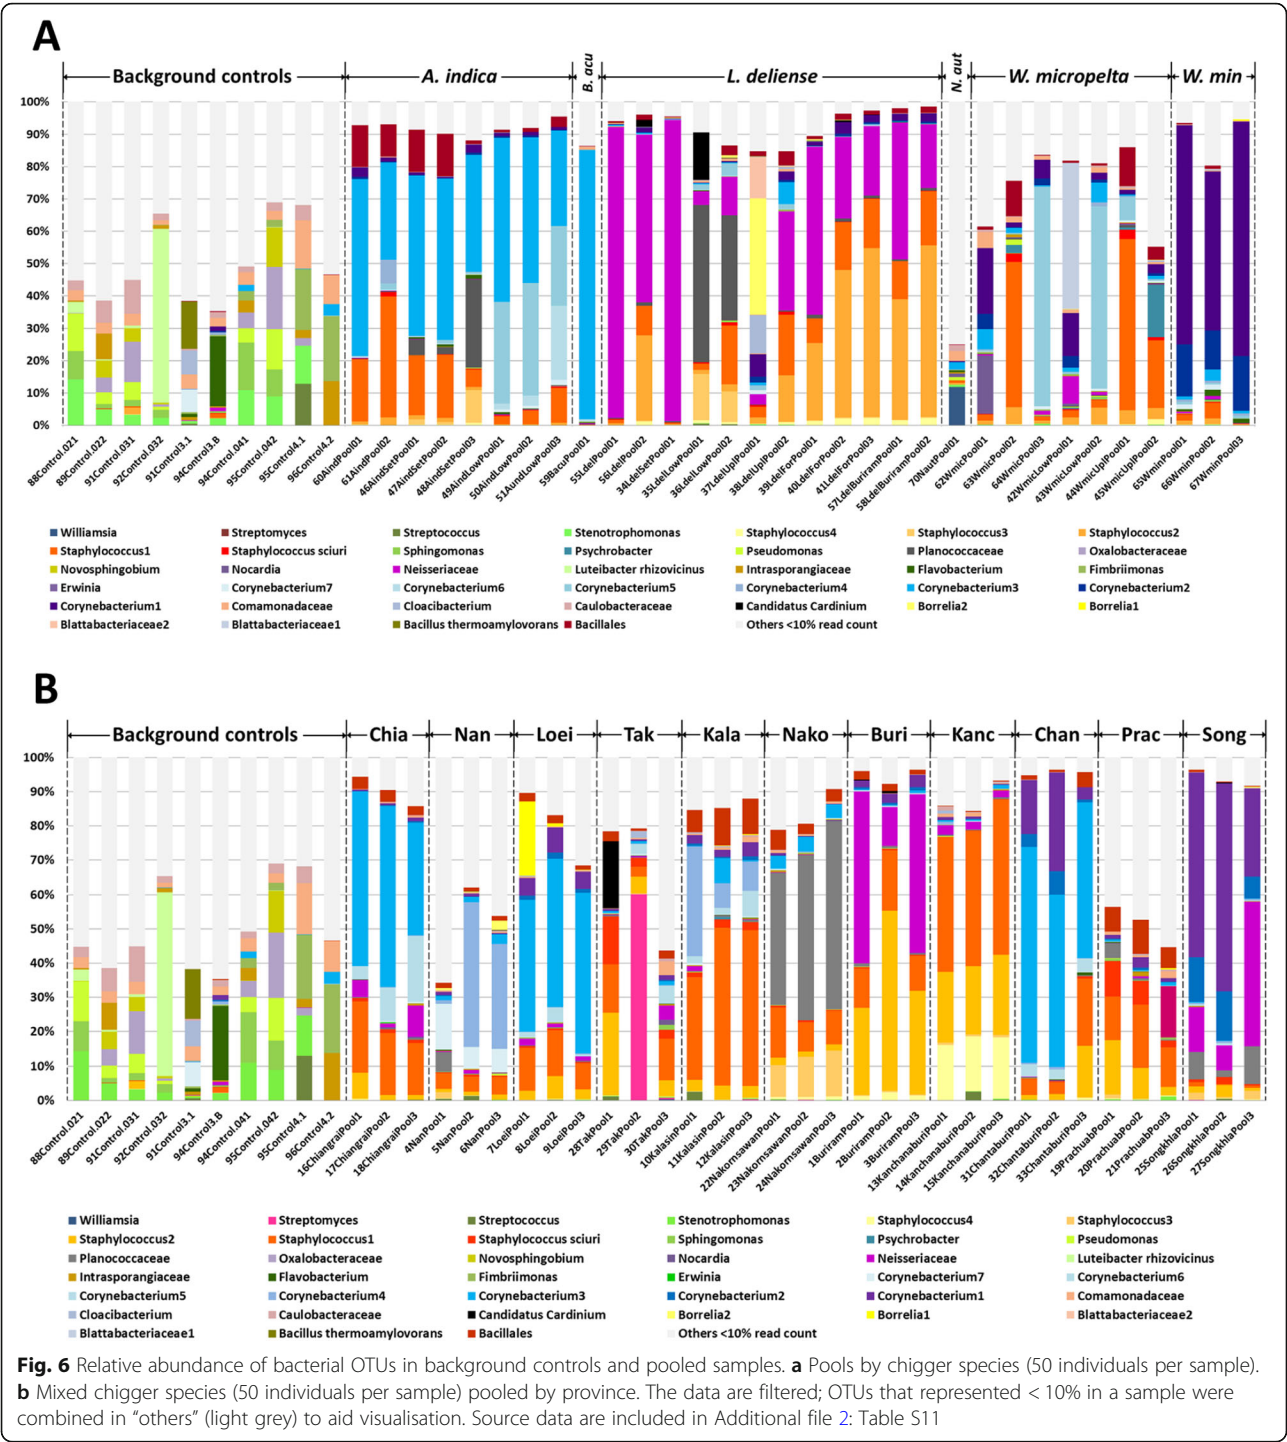 A
Background controls A. indica B. acu L. deliense N. aut W. micropelta W. min
100%
90%
80%
70%
60%
50%
40%
30%
20%
10%
0%
88Control.021 89Control.022 91Control.031 92Control.032 91Control3.1 94Control3.B 94Control.041 95Control.042 95Control4.1 96Control4.2 60AindPool01 61AindPool02 46AindSetPool01 47AindSetPool02 48AindSetPool03 49AindLowPool01 50AindLowPool02 51AundLowPool03 59BacuPool01 55LdelPool01 56LdelPool02 34LdelSetPool01 35LdelLowPool01 36LdelLowPool02 37LdelUplPool01 38LdelUplPool02 39LdelForPool01 40LdelForPool02 41LdelForPool03 57LdelBuriramPool01 58LdelBuriramPool02 70NautPool01 62WmicPool01 63WmicPool02 64WmicPool03 42WmicLowPool01 43WmicLowPool02 44WmicUplPool01 45WmicUplPool02 65WminPool01 66WminPool02 67WminPool03
Williamsia Streptomyces Streptococcus Stenotrophomonas Staphylococcus4 Staphylococcus3 Staphylococcus2
Staphylococcus1 Staphylococcus sciuri Sphingomonas Psychrobacter Pseudomonas Planococcaceae Oxalobacteraceae
Novosphingobium Nocardia Neisseriaceae Luteibacter rhizovicinus Intrasporangiaceae Flavobacterium Fimbriimonas
Erwinia Corynebacterium7 Corynebacterium6 Corynebacterium5 Corynebacterium4 Corynebacterium3 Corynebacterium2
Corynebacterium1 Comamonadaceae Cloacibacterium Caulobacteraceae Candidatus Cardinium Borrelia2 Borrelia1
Blattabacteriaceae2 Blattabacteriaceae1 Bacillus thermoamylovorans Bacillales Others <10% read count
B
Background controls Chia Nan Loei Tak Kala Nako Buri Kanc Chan Prac Song
100%
90%
80%
70%
60%
50%
40%
30%
20%
10%
0%
88Control.021 89Control.022 91Control.031 92Control.032 91Control3.1 94Control3.B 94Control.041 95Control.042 95Control4.1 96Control4.2 16ChiangraiPool1 17ChiangraiPool2 18ChiangraiPool3 4NanPool1 5NanPool2 6NanPool3 7LoeiPool1 8LoeiPool2 9LoeiPool3 28TakPool1 29TakPool2 30TakPool3 10KalasinPool1 11KalasinPool2 12KalasinPool3 22NakornsawanPool1 23NakornsawanPool2 24NakornsawanPool3 1BuriramPool1 2BuriramPool2 3BuriramPool3 13KanchanaburiPool1 14KanchanaburiPool2 15KanchanaburiPool3 31ChantaburiPool1 32ChantaburiPool2 33ChantaburiPool3 19PrachuabPool1 20PrachuabPool2 21PrachuabPool3 25SongkhlaPool1 26SongkhlaPool2 27SongkhlaPool3
Williamsia Streptomyces Streptococcus Stenotrophomonas Staphylococcus4 Staphylococcus3
Staphylococcus2 Staphylococcus1 Staphylococcus sciuri Sphingomonas Psychrobacter Pseudomonas
Planococcaceae Oxalobacteraceae Novosphingobium Nocardia Neisseriaceae Luteibacter rhizovicinus
Intrasporangiaceae Flavobacterium Fimbriimonas Erwinia Corynebacterium7 Corynebacterium6
Corynebacterium5 Corynebacterium4 Corynebacterium3 Corynebacterium2 Corynebacterium1 Comamonadaceae
Cloacibacterium Caulobacteraceae Candidatus Cardinium Borrelia2 Borrelia1 Blattabacteriaceae2
Blattabacteriaceae1 Bacillus thermoamylovorans Bacillales Others <10% read count
Fig. 6 Relative abundance of bacterial OTUs in background controls and pooled samples. a Pools by chigger species (50 individuals per sample).
b Mixed chigger species (50 individuals per sample) pooled by province. The data are filtered; OTUs that represented < 10% in a sample were
combined in “others” (light grey) to aid visualisation. Source data are included in Additional file 2: Table S11